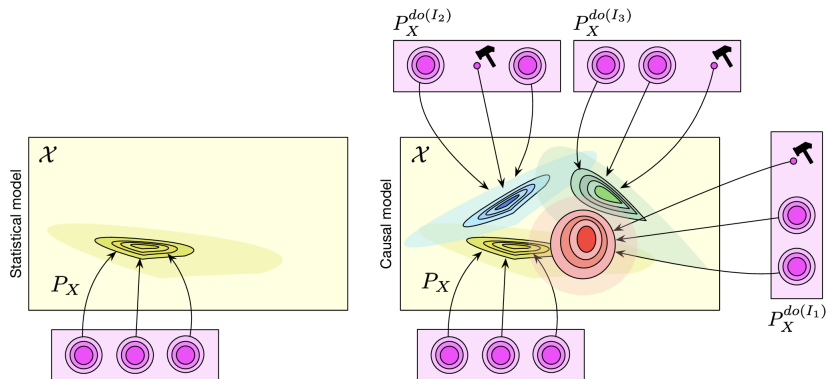 P_X^{do(I_2)}
P_X^{do(I_3)}
Statistical model
𝒳
P_X
Causal model
𝒳
P_X
P_X^{do(I_1)}